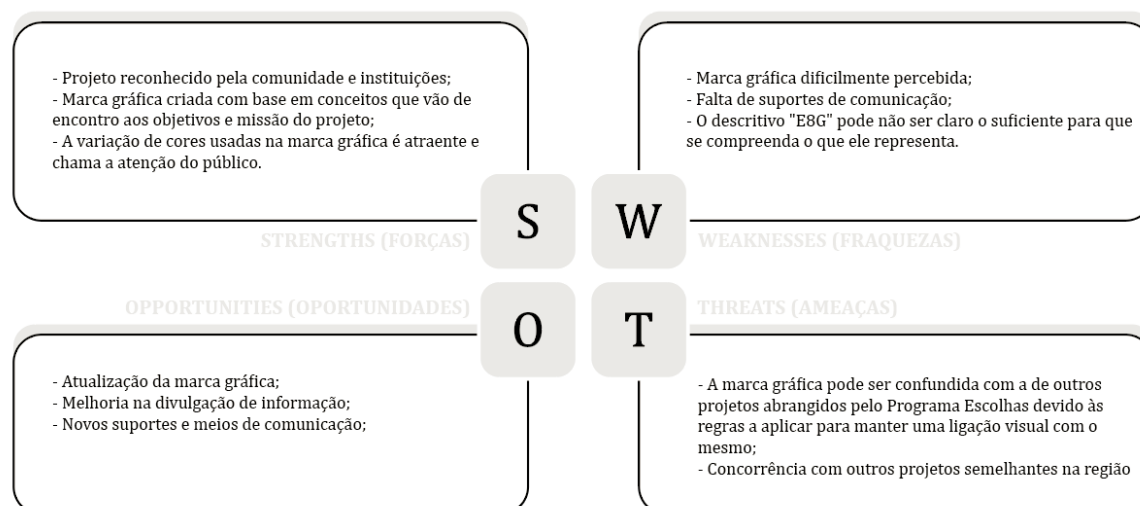 - Projeto reconhecido pela comunidade e instituições;
- Marca gráfica criada com base em conceitos que vão de
encontro aos objetivos e missão do projeto;
- A variação de cores usadas na marca gráfica é atraente e
chama a atenção do público.
S
STRENGTHS (FORÇAS)
- Marca gráfica dificilmente percebida;
- Falta de suportes de comunicação;
- O descritivo "E8G" pode não ser claro o suficiente para que
se compreenda o que ele representa.
W
WEAKNESSES (FRAQUEZAS)
OPPORTUNITIES (OPORTUNIDADES)
O
- Atualização da marca gráfica;
- Melhoria na divulgação de informação;
- Novos suportes e meios de comunicação;
THREATS (AMEAÇAS)
T
- A marca gráfica pode ser confundida com a de outros
projetos abrangidos pelo Programa Escolhas devido às
regras a aplicar para manter uma ligação visual com o
mesmo;
- Concorrência com outros projetos semelhantes na região